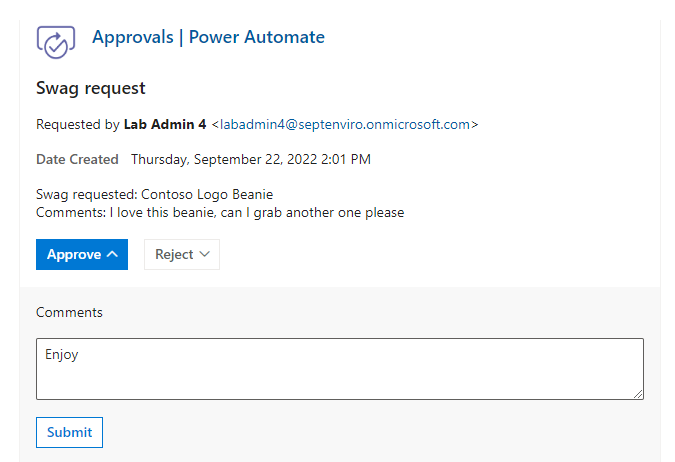 Approvals | Power Automate
Swag request
Requested by Lab Admin 4 <labadmin4@septenviro.onmicrosoft.com>
Date Created Thursday, September 22, 2022 2:01 PM
Swag requested: Contoso Logo Beanie
Comments: I love this beanie, can I grab another one please
Approve Reject
Comments
Enjoy
Submit